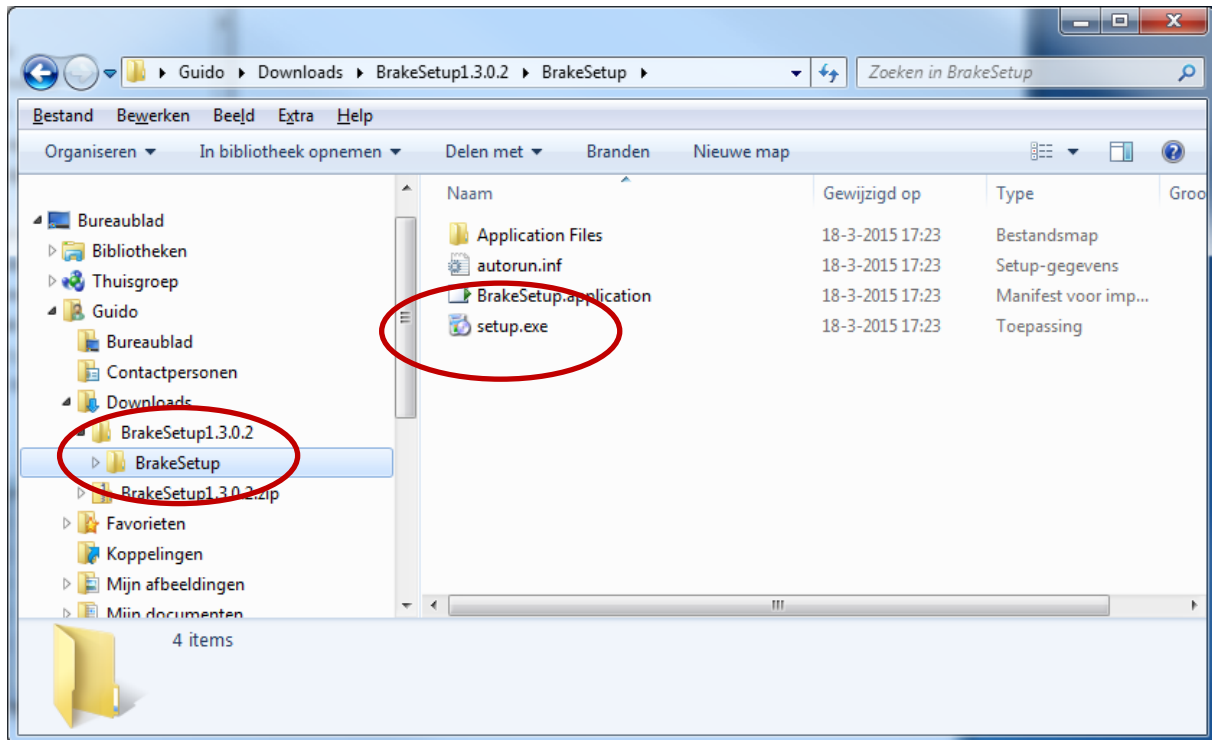 Guido Downloads BrakeSetup1.3.0.2 BrakeSetup Zoeken in BrakeSetup
Bestand Bewerken Beeld Extra Help
Organiseren In bibliotheek opnemen Delen met Branden Nieuwe map
Bureaublad
Bibliotheken
Thuisgroep
Guido
Bureaublad
Contactpersonen
Downloads
BrakeSetup1.3.0.2
BrakeSetup
BrakeSetup1.3.0.2.zip
Favorieten
Koppelingen
Mijn afbeeldingen
Mijn documenten
Naam Gewijzigd op Type Groo
Application Files 18-3-2015 17:23 Bestandsmap
autorun.inf 18-3-2015 17:23 Setup-gegevens
BrakeSetup.application 18-3-2015 17:23 Manifest voor imp...
setup.exe 18-3-2015 17:23 Toepassing
4 items